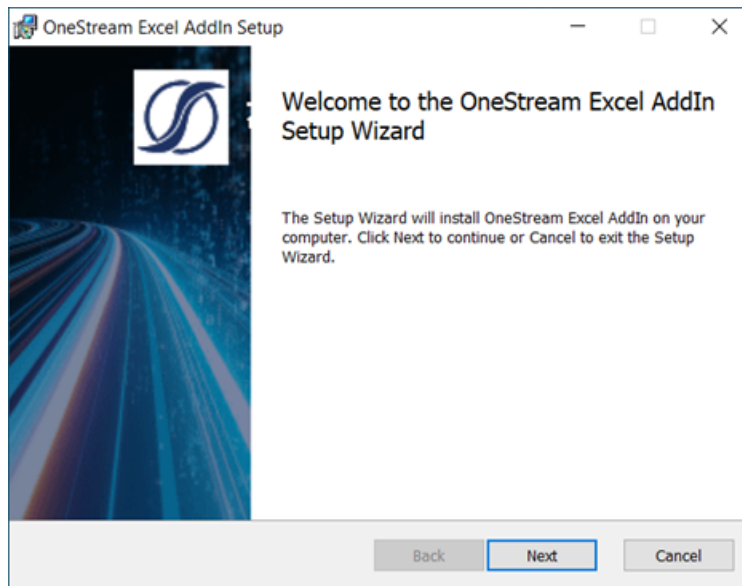 OneStream Excel AddIn Setup
Welcome to the OneStream Excel AddIn
Setup Wizard
The Setup Wizard will install OneStream Excel AddIn on your
computer. Click Next to continue or Cancel to exit the Setup
Wizard.
Back Next Cancel